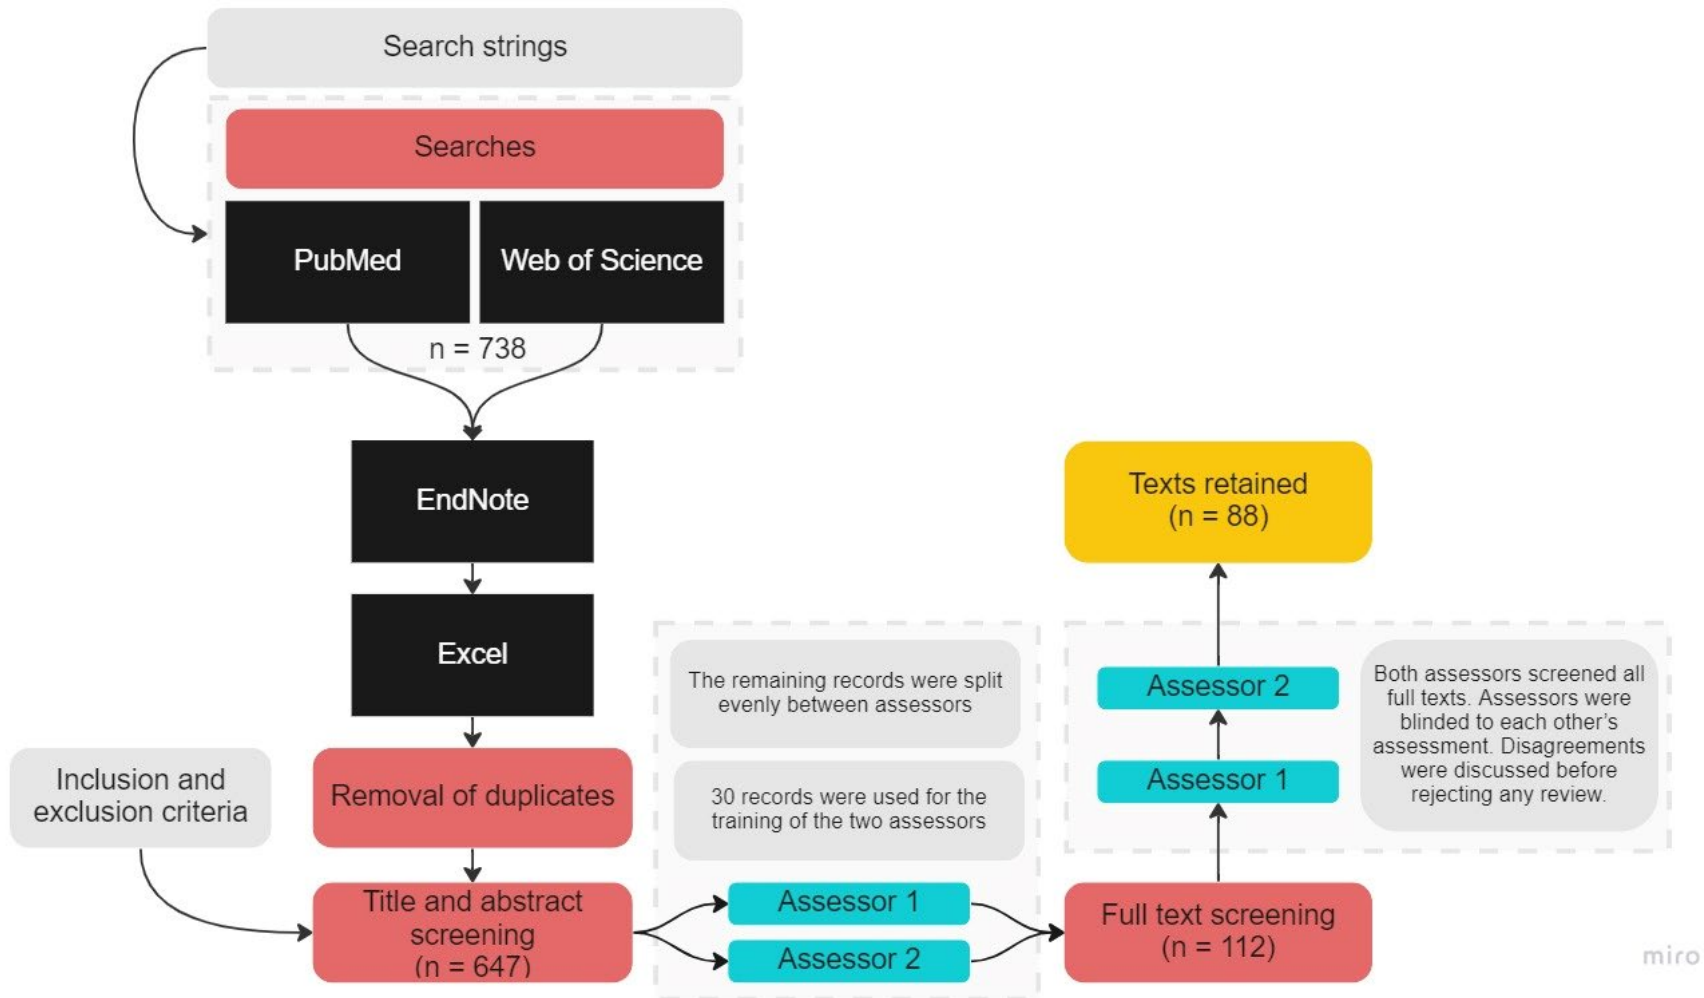 Search strings
Searches
PubMed
Web of Science
n = 738
EndNote
Excel
Removal of duplicates
Inclusion and
exclusion criteria
Title and abstract
screening
(n = 647)
The remaining records were split
evenly between assessors
30 records were used for the
training of the two assessors
Assessor 1
Assessor 2
Full text screening
(n = 112)
Assessor 1
Assessor 2
Both assessors screened all
full texts. Assessors were
blinded to each other’s
assessment. Disagreements
were discussed before
rejecting any review.
Texts retained
(n = 88)
miro